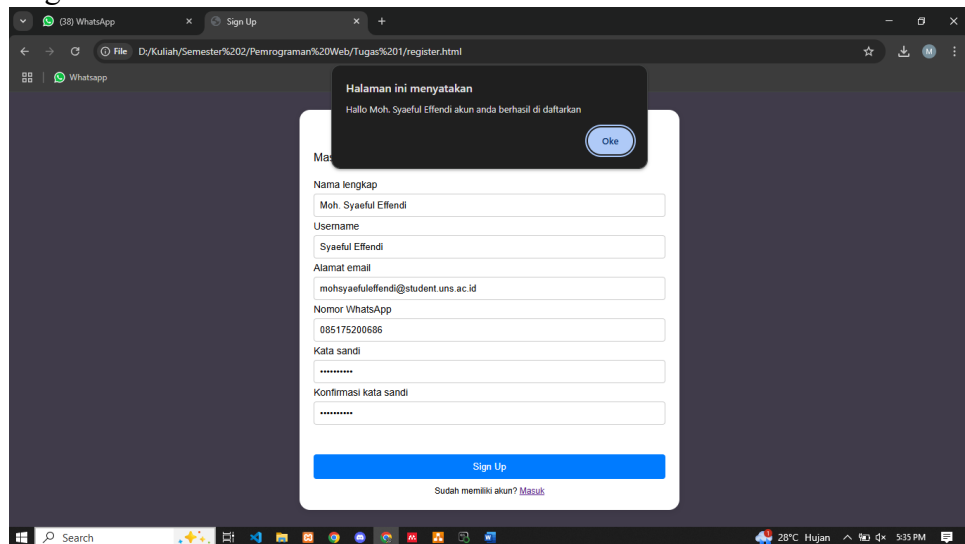 (38) WhatsApp
Sign Up
File D:/Kuliah/Semester%202/Pemrograman%20Web/Tugas%201/register.html
M
Whatsapp
Halaman ini menyatakan
Hallo Moh. Syaeful Effendi akun anda berhasil di daftarkan
Oke
Nama lengkap
Moh. Syaeful Effendi
Username
Syaeful Effendi
Alamat email
mohsyaefuleffendi@student.uns.ac.id
Nomor WhatsApp
085175200686
Kata sandi
••••••••••
Konfirmasi kata sandi
••••••••••
Sign Up
Sudah memiliki akun? Masuk
Search
28°C Hujan
5:35 PM